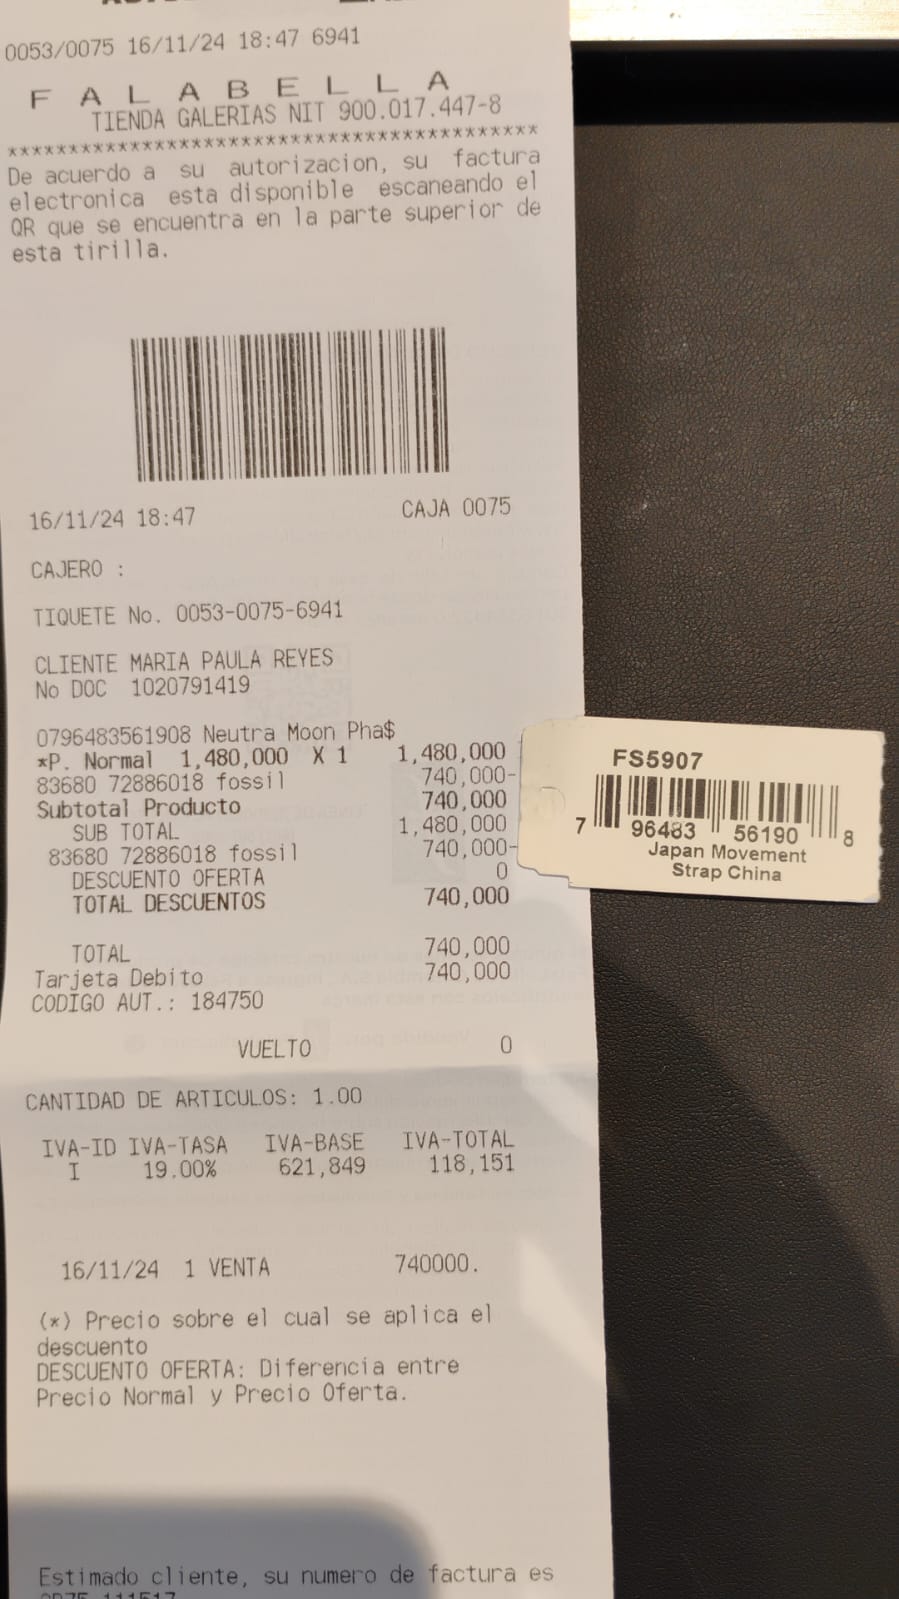 0053/0075 16/11/24 18:47 6941
F A L A B E L L A
TIENDA GALERIAS NIT 900.017.447-8
********************************************
De acuerdo a su autorizacion, su factura
electronica esta disponible escaneando el
QR que se encuentra en la parte superior de
esta tirilla.
16/11/24 18:47 CAJA 0075
CAJERO :
TIQUETE No. 0053-0075-6941
CLIENTE MARIA PAULA REYES
No DOC 1020791419
0796483561908 Neutra Moon Pha$
*P. Normal 1,480,000 X 1 1,480,000
83680 72886018 fossil 740,000-
Subtotal Producto 740,000
SUB TOTAL 1,480,000
83680 72886018 fossil 740,000-
DESCUENTO OFERTA 0
TOTAL DESCUENTOS 740,000
TOTAL 740,000
Tarjeta Debito 740,000
CODIGO AUT.: 184750
VUELTO 0
CANTIDAD DE ARTICULOS: 1.00
IVA-ID IVA-TASA IVA-BASE IVA-TOTAL
I 19.00% 621,849 118,151
16/11/24 1 VENTA 740000.
(*) Precio sobre el cual se aplica el
descuento
DESCUENTO OFERTA: Diferencia entre
Precio Normal y Precio Oferta.
Estimado cliente, su numero de factura es
FS5907
7 96483 56190 8
Japan Movement
Strap China